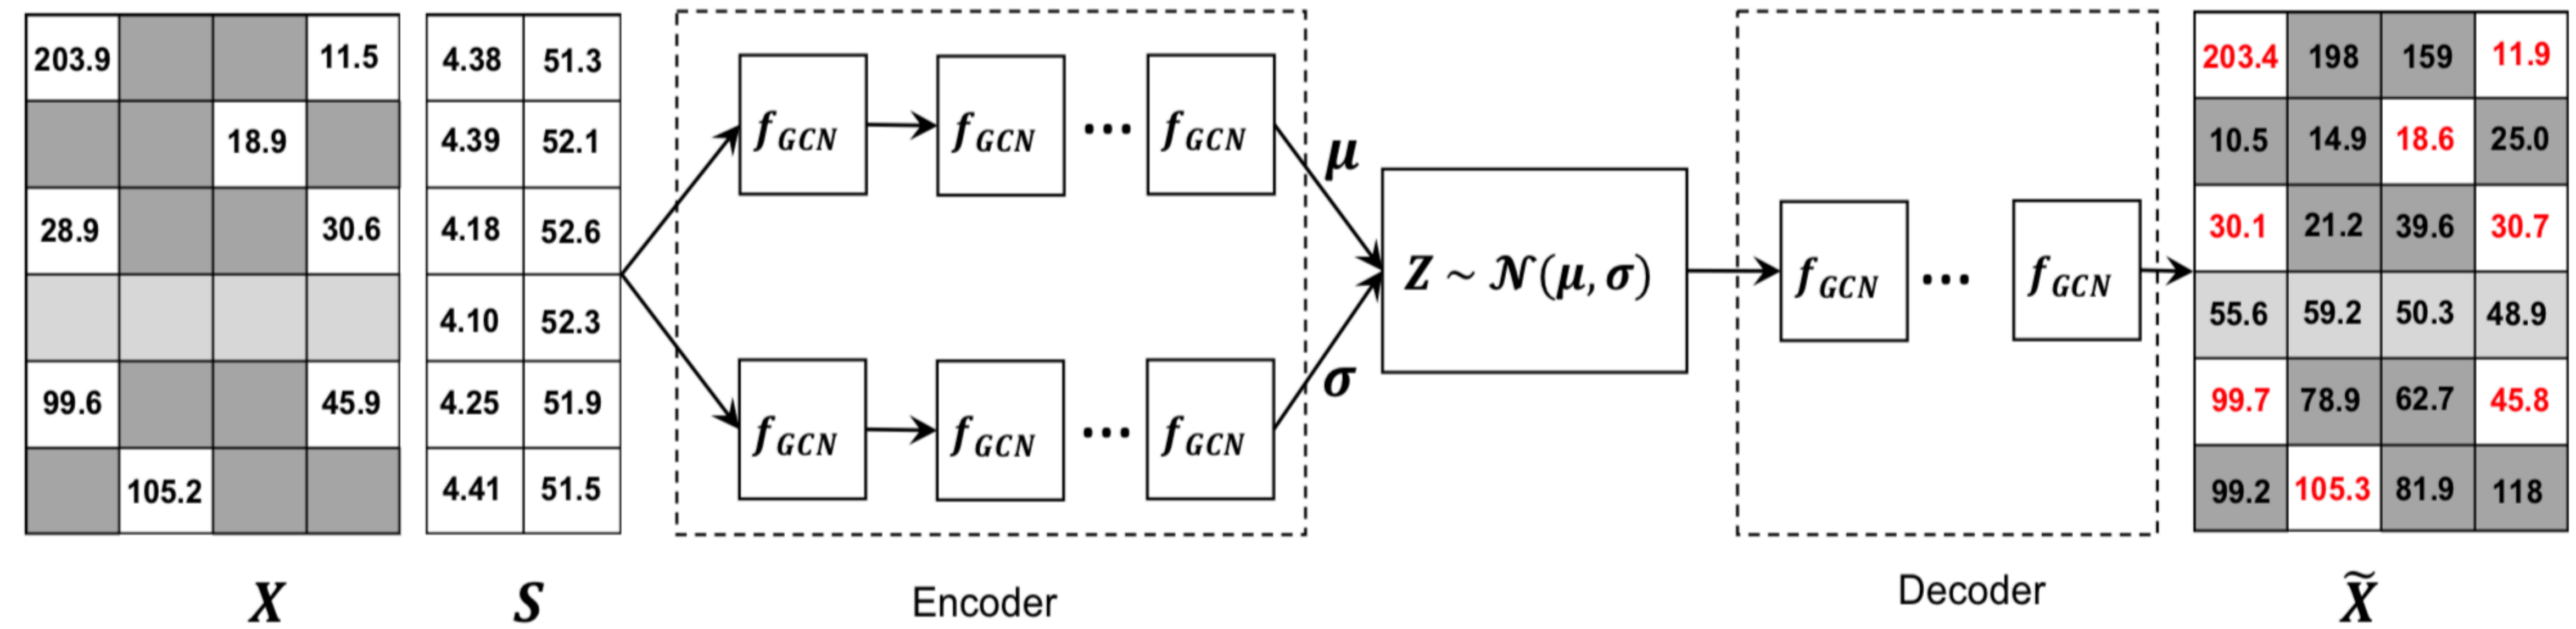 203.9 11.5
18.9
28.9 30.6
99.6 45.9
105.2
X
4.38 51.3
4.39 52.1
4.18 52.6
4.10 52.3
4.25 51.9
4.41 51.5
S
f_GCN f_GCN ... f_GCN
f_GCN f_GCN ... f_GCN
Encoder
μ
σ
Z ~ 𝒩(μ, σ)
f_GCN ... f_GCN
Decoder
203.4 198 159 11.9
10.5 14.9 18.6 25.0
30.1 21.2 39.6 30.7
55.6 59.2 50.3 48.9
99.7 78.9 62.7 45.8
99.2 105.3 81.9 118
X̃